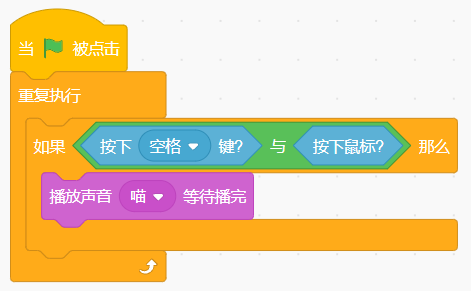 当 被点击
重复执行
如果 按下 空格 键? 与 按下鼠标? 那么
播放声音 喵 等待播完